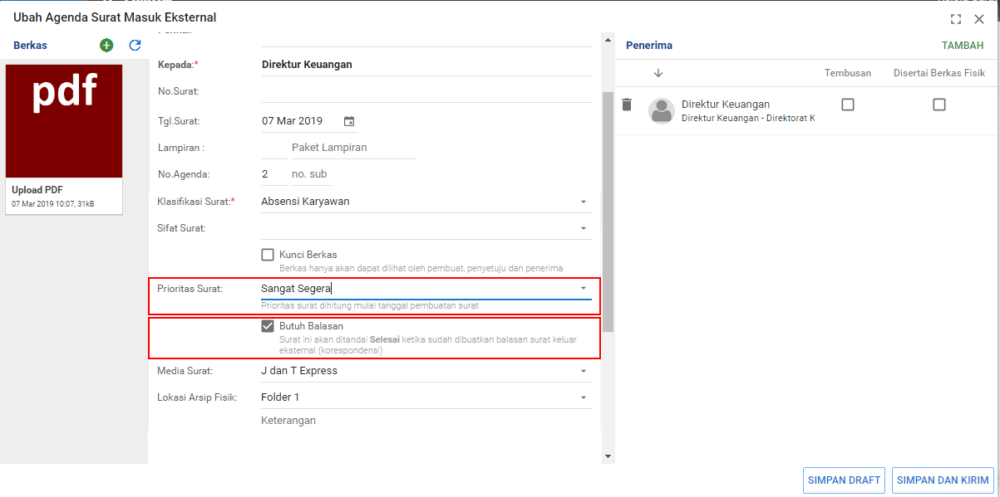 Ubah Agenda Surat Masuk Eksternal
Berkas
pdf
Upload PDF
07 Mar 2019 10:07, 31kB
Kepada:*
Direktur Keuangan
No.Surat:
Tgl.Surat:
07 Mar 2019
Lampiran :
Paket Lampiran
No.Agenda:
2
no. sub
Klasifikasi Surat:*
Absensi Karyawan
Sifat Surat:
Kunci Berkas
Berkas hanya akan dapat dilihat oleh pembuat, penyetuju dan penerima
Prioritas Surat:
Sangat Segera
Prioritas surat dihitung mulai tanggal pembuatan surat
Butuh Balasan
Surat ini akan ditandai Selesai ketika sudah dibuatkan balasan surat keluar
eksternal (korespondensi)
Media Surat:
J dan T Express
Lokasi Arsip Fisik:
Folder 1
Keterangan
Penerima
TAMBAH
Tembusan
Disertai Berkas Fisik
Direktur Keuangan
Direktur Keuangan - Direktorat K
SIMPAN DRAFT
SIMPAN DAN KIRIM